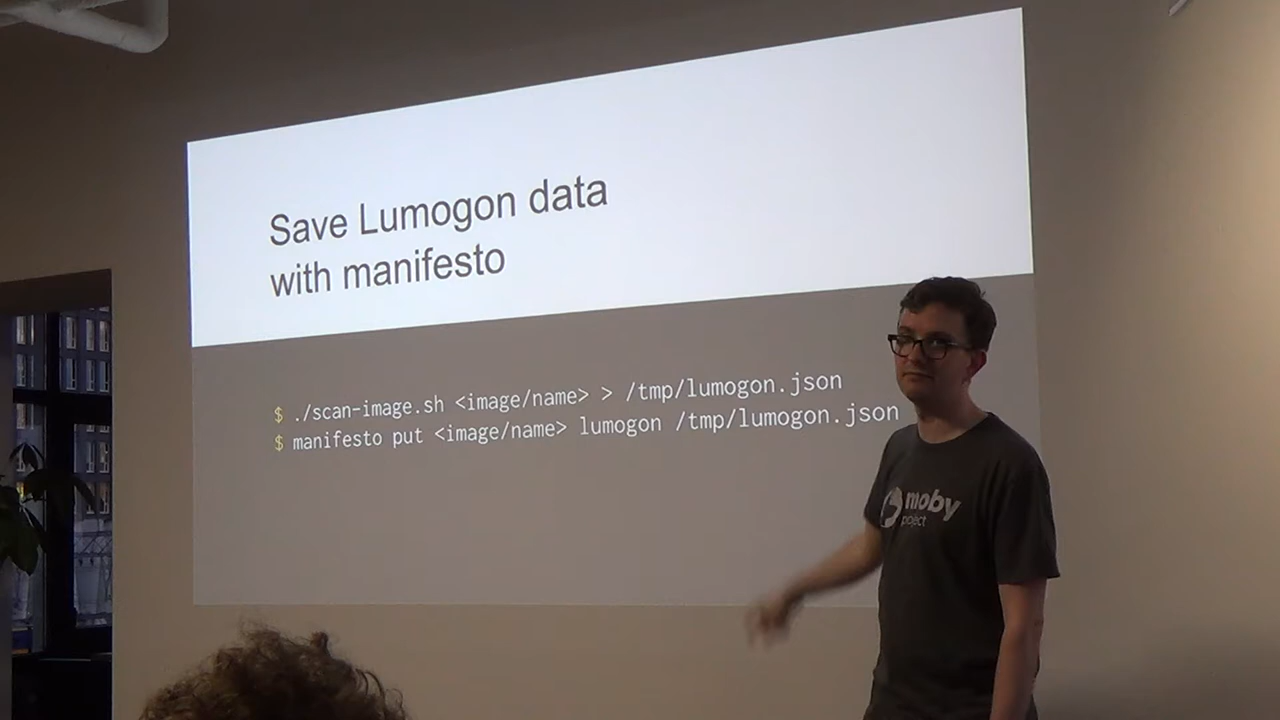 Save Lumogon data
with manifesto
$ ./scan-image.sh <image/name> > /tmp/lumogon.json
$ manifesto put <image/name> lumogon /tmp/lumogon.json
moby
project